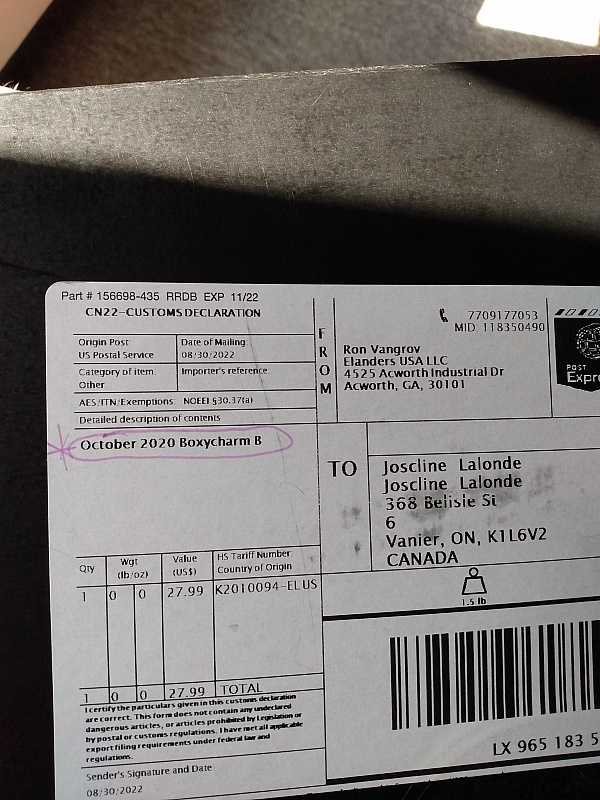 Part # 156698-435 RRDB EXP 11/22
CN22-CUSTOMS DECLARATION
Origin Post:
US Postal Service
Date of Mailing:
08/30/2022
Category of item:
Other
Importer's reference:
AES/ITN/Exemptions: NOEEI §30.37(a)
Detailed description of contents
October 2020 Boxycharm B
Qty
Wgt
(lb/oz)
Value
(US$)
HS Tariff Number
Country of Origin
1 0 0 27.99 K2010094-EL US
1 0 0 27.99 TOTAL
I certify the particulars given in this customs declaration
are correct. This form does not contain any undeclared
dangerous articles, or articles prohibited by Legislation or
by postal or customs regulations. I have met all applicable
export filing requirements under federal law and
regulations.
Sender's Signature and Date
08/30/2022
FROM
7709177053
MID: 118350490
Ron Vangrov
Elanders USA LLC
4525 Acworth Industrial Dr
Acworth, GA, 30101
POST
Expre
TO
Joscline Lalonde
Joscline Lalonde
368 Belisle St
6
Vanier, ON, K1L6V2
CANADA
1.5 lb
LX 965 183 5